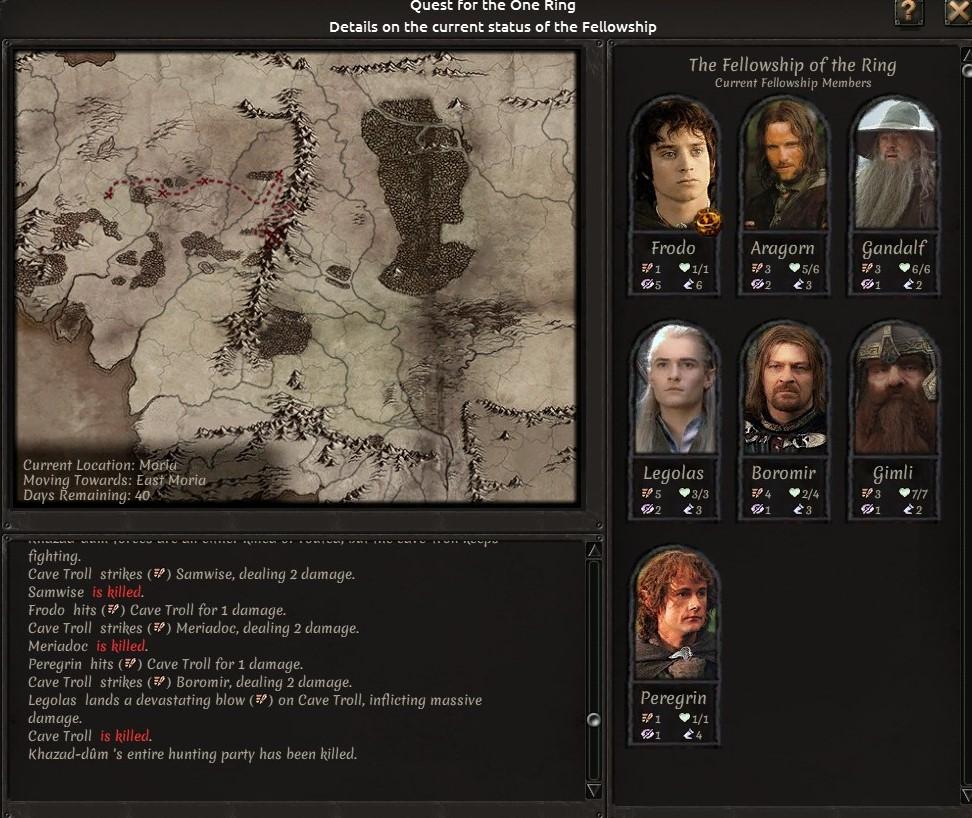 Quest for the One Ring
Details on the current status of the Fellowship
?
Current Location: Moria
Moving Towards: East Moria
Days Remaining: 40
fighting.
Cave Troll strikes ( ) Samwise, dealing 2 damage.
Samwise is killed.
Frodo hits ( ) Cave Troll for 1 damage.
Cave Troll strikes ( ) Meriadoc, dealing 2 damage.
Meriadoc is killed.
Peregrin hits ( ) Cave Troll for 1 damage.
Cave Troll strikes ( ) Boromir, dealing 2 damage.
Legolas lands a devastating blow ( ) on Cave Troll, inflicting massive
damage.
Cave Troll is killed.
Khazad-dûm 's entire hunting party has been killed.
The Fellowship of the Ring
Current Fellowship Members
Frodo Aragorn Gandalf
1 1/1 3 5/6 3 6/6
5 6 2 3 1 2
Legolas Boromir Gimli
5 3/3 4 2/4 3 7/7
2 3 1 3 1 2
Peregrin
1 1/1
1 4